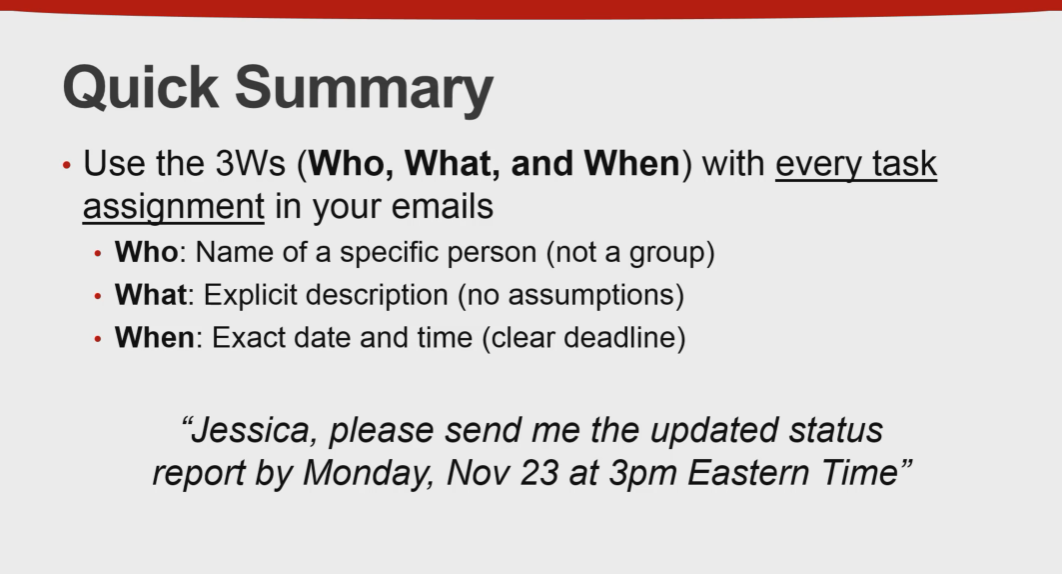 Quick Summary
• Use the 3Ws (Who, What, and When) with every task
assignment in your emails
• Who: Name of a specific person (not a group)
• What: Explicit description (no assumptions)
• When: Exact date and time (clear deadline)
“Jessica, please send me the updated status
report by Monday, Nov 23 at 3pm Eastern Time”